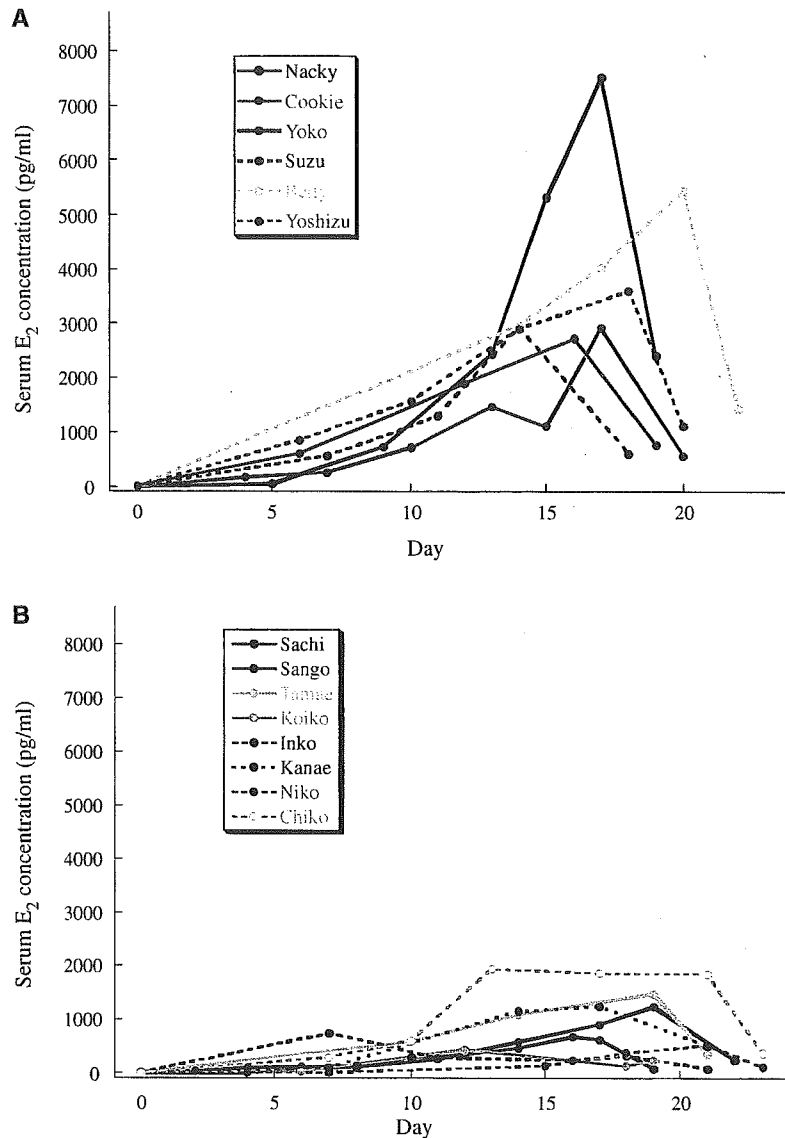 A
Serum E₂ concentration (pg/ml)
8000
7000
6000
5000
4000
3000
2000
1000
0
Nacky
Cookie
Yoko
Suzu
Yoshizu
0 5 10 15 20
Day
B
Serum E₂ concentration (pg/ml)
8000
7000
6000
5000
4000
3000
2000
1000
0
Sachi
Sango
Tamae
Koiko
Inko
Kanae
Niko
Chiko
0 5 10 15 20
Day